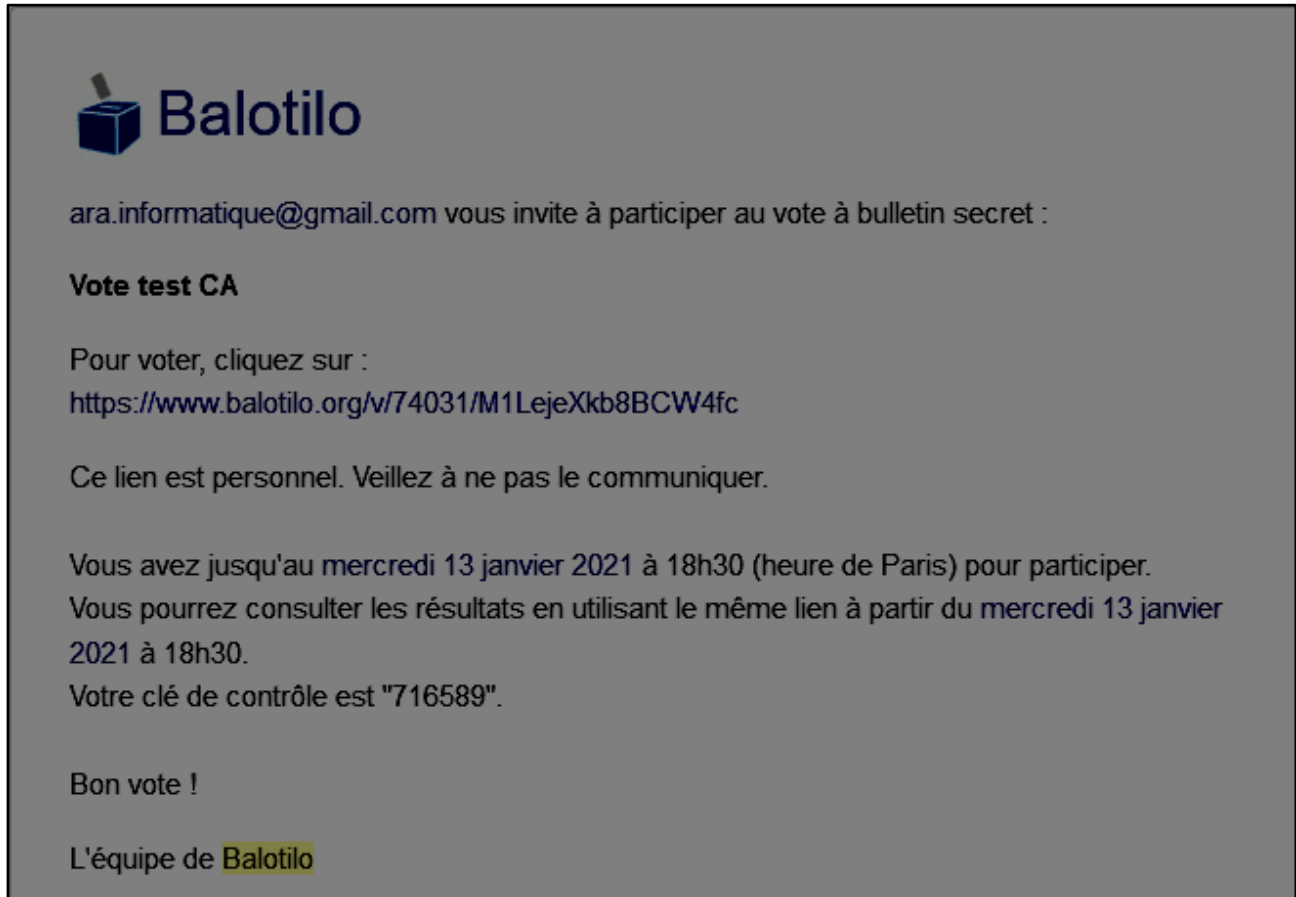 Balotilo
ara.informatique@gmail.com vous invite à participer au vote à bulletin secret :
Vote test CA
Pour voter, cliquez sur :
https://www.balotilo.org/v/74031/M1LejeXkb8BCW4fc
Ce lien est personnel. Veillez à ne pas le communiquer.
Vous avez jusqu'au mercredi 13 janvier 2021 à 18h30 (heure de Paris) pour participer.
Vous pourrez consulter les résultats en utilisant le même lien à partir du mercredi 13 janvier
2021 à 18h30.
Votre clé de contrôle est "716589".
Bon vote !
L'équipe de Balotilo